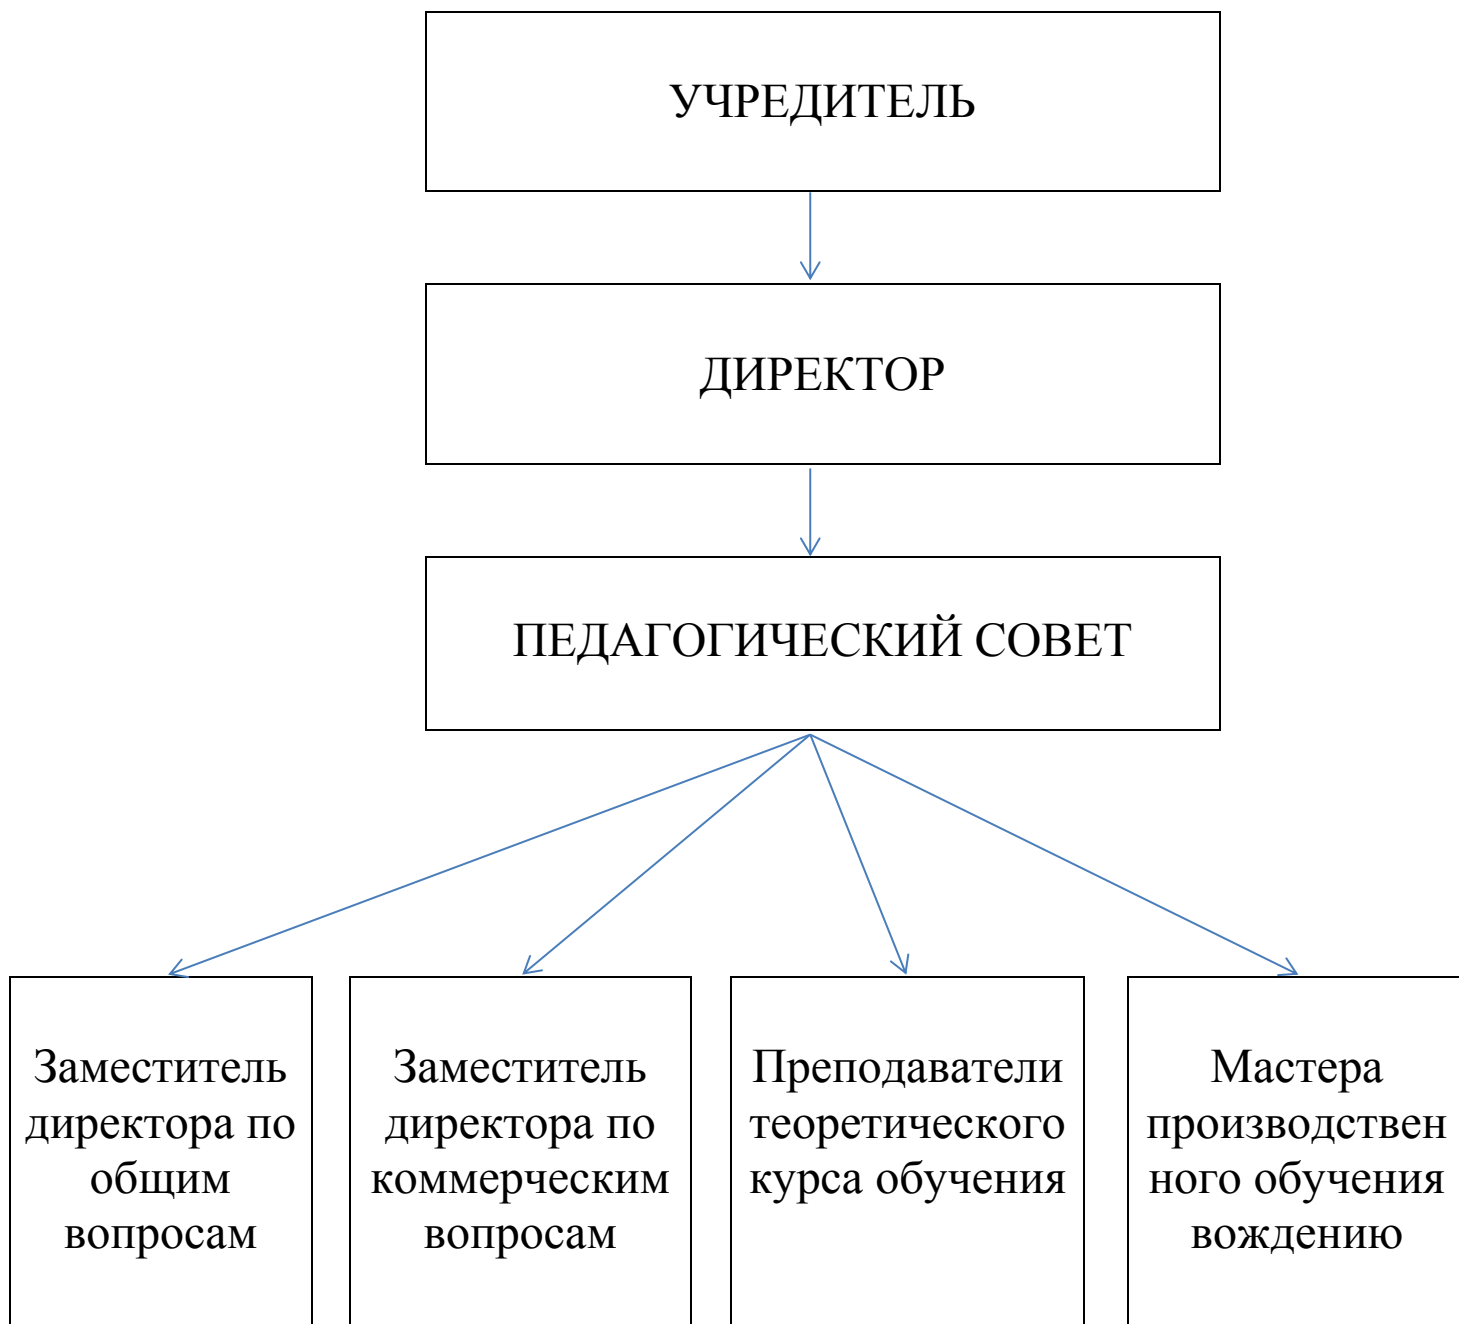 УЧРЕДИТЕЛЬ
ДИРЕКТОР
ПЕДАГОГИЧЕСКИЙ СОВЕТ
Заместитель
директора по
общим
вопросам
Заместитель
директора по
коммерческим
вопросам
Преподаватели
теоретического
курса обучения
Мастера
производствен
ного обучения
вождению